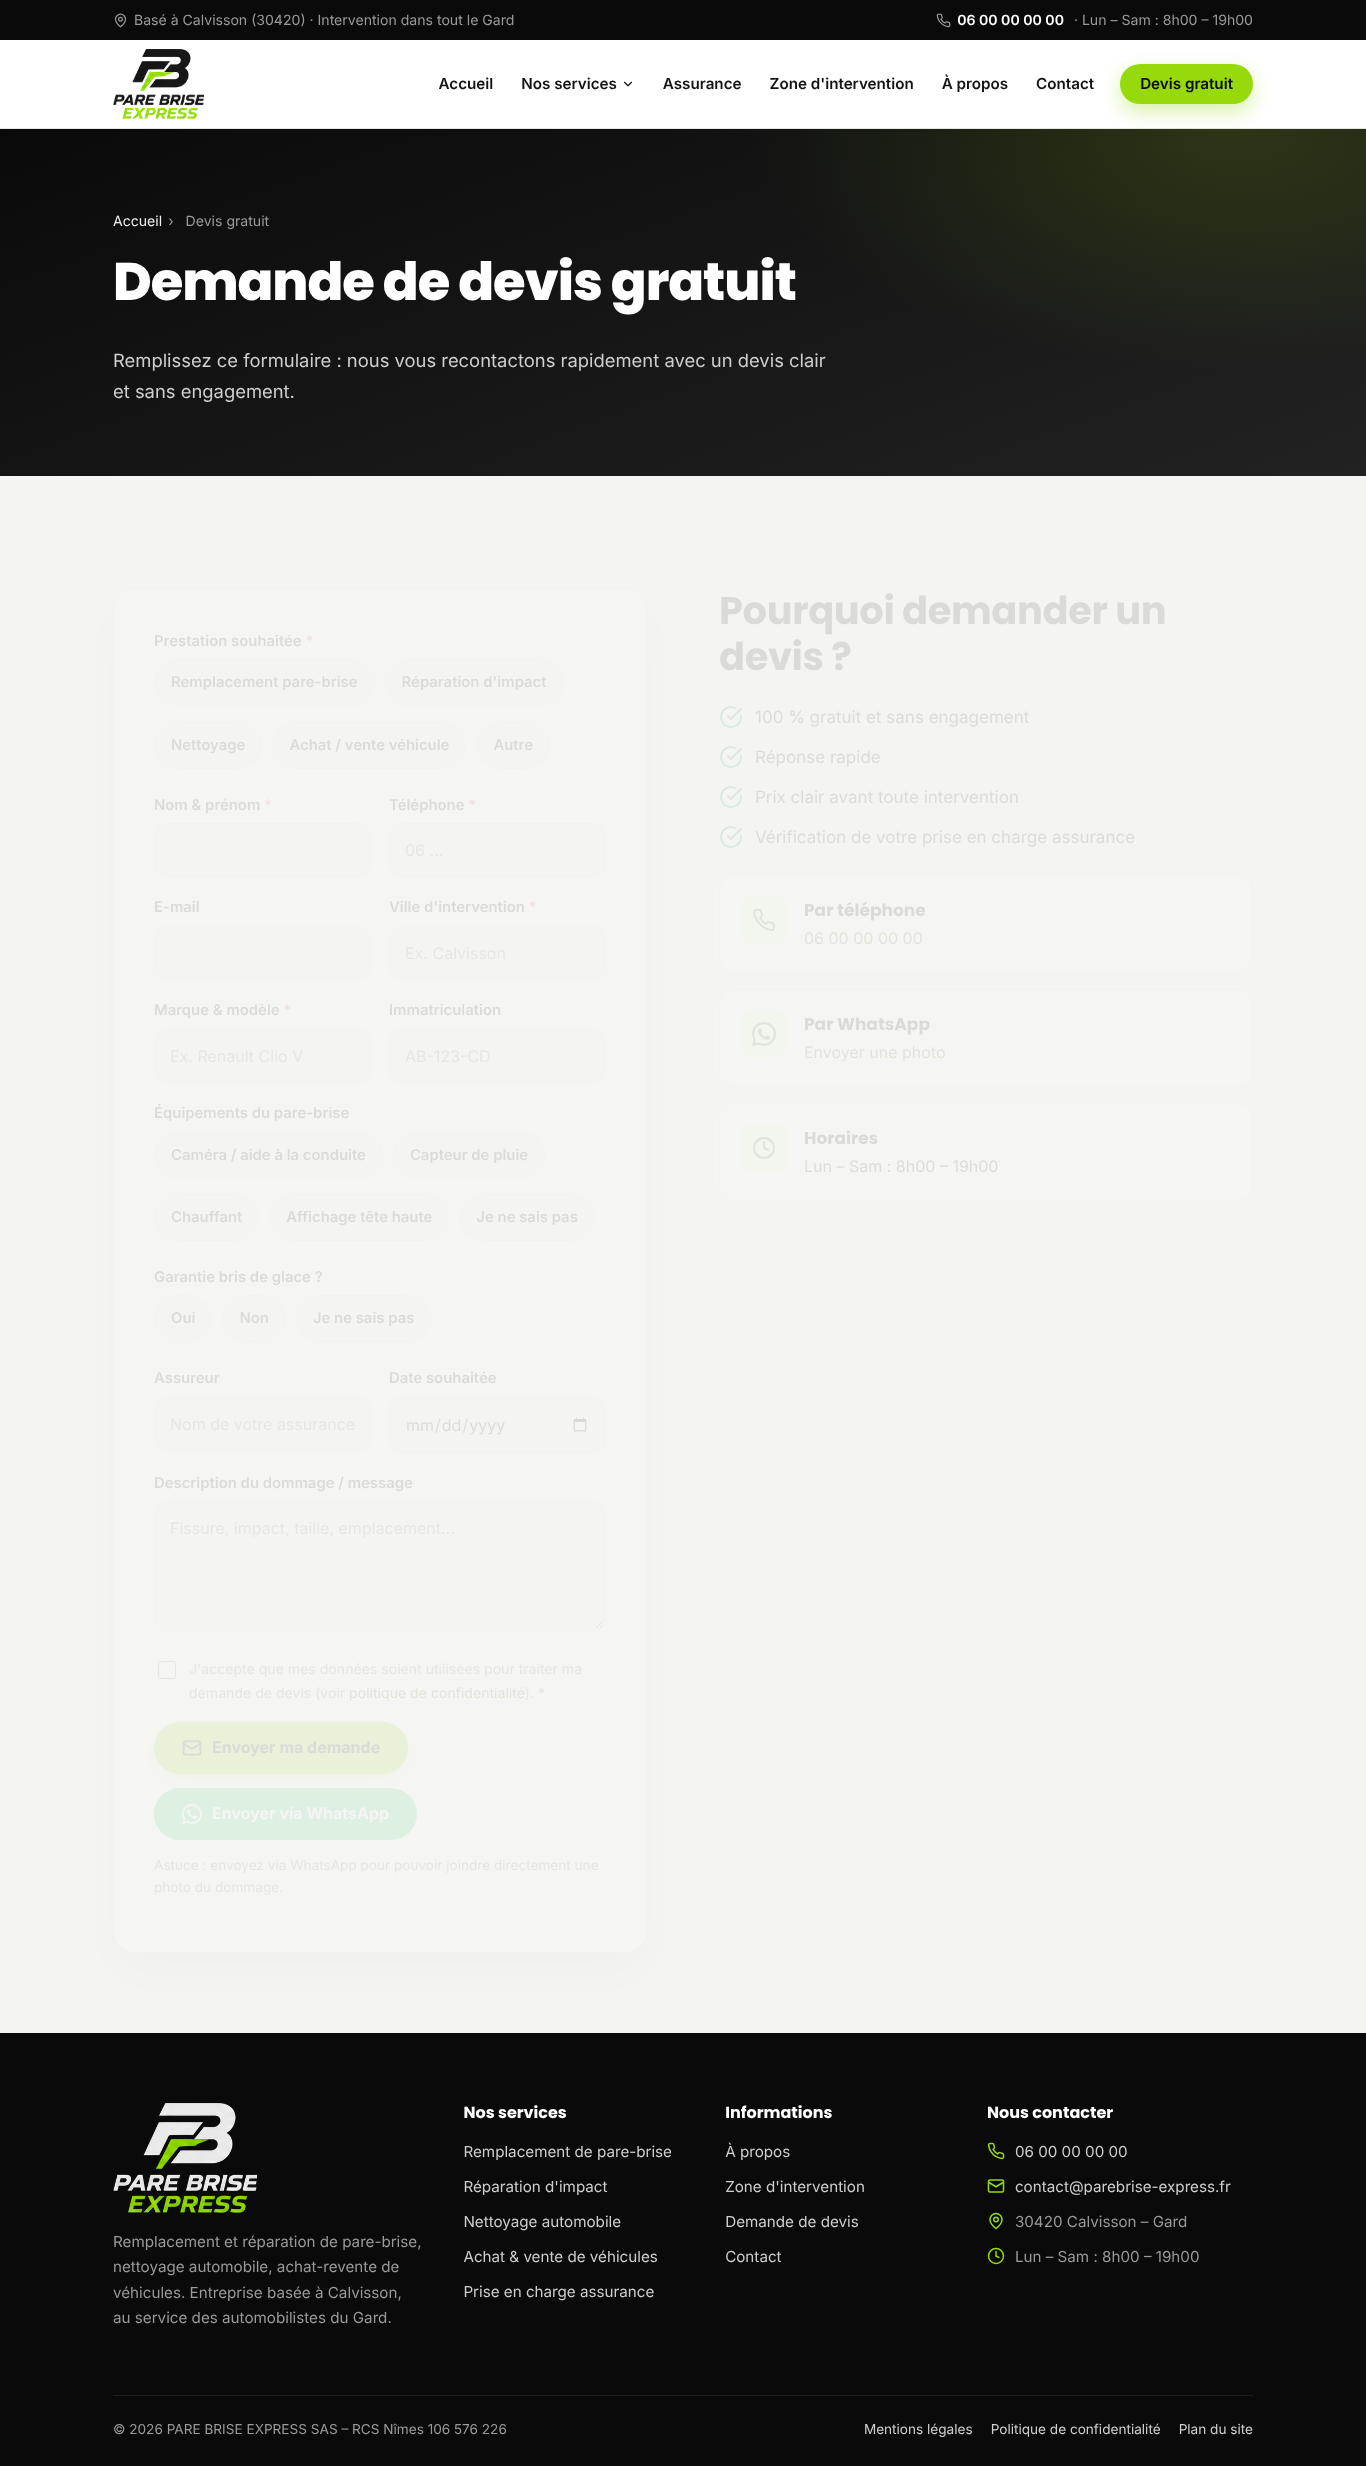 Basé à Calvisson (30420) · Intervention dans tout le Gard
06 00 00 00 00 · Lun – Sam : 8h00 – 19h00
PARE BRISE
EXPRESS
Accueil
Nos services
Assurance
Zone d'intervention
À propos
Contact
Devis gratuit
Accueil › Devis gratuit
Demande de devis gratuit
Remplissez ce formulaire : nous vous recontactons rapidement avec un devis clair
et sans engagement.
Prestation souhaitée *
Remplacement pare-brise
Réparation d'impact
Nettoyage
Achat / vente véhicule
Autre
Nom & prénom *
Téléphone *
06 ...
E-mail
Ville d'intervention *
Ex. Calvisson
Marque & modèle *
Immatriculation
Ex. Renault Clio V
AB-123-CD
Équipements du pare-brise
Caméra / aide à la conduite
Capteur de pluie
Chauffant
Affichage tête haute
Je ne sais pas
Garantie bris de glace ?
Oui
Non
Je ne sais pas
Assureur
Date souhaitée
Nom de votre assurance
mm/dd/yyyy
Description du dommage / message
Fissure, impact, taille, emplacement...
J'accepte que mes données soient utilisées pour traiter ma
demande de devis (voir politique de confidentialité). *
Envoyer ma demande
Envoyer via WhatsApp
Astuce : envoyez via WhatsApp pour pouvoir joindre directement une
photo du dommage.
Pourquoi demander un
devis ?
100 % gratuit et sans engagement
Réponse rapide
Prix clair avant toute intervention
Vérification de votre prise en charge assurance
Par téléphone
06 00 00 00 00
Par WhatsApp
Envoyer une photo
Horaires
Lun – Sam : 8h00 – 19h00
PARE BRISE
EXPRESS
Remplacement et réparation de pare-brise,
nettoyage automobile, achat-revente de
véhicules. Entreprise basée à Calvisson,
au service des automobilistes du Gard.
Nos services
Remplacement de pare-brise
Réparation d'impact
Nettoyage automobile
Achat & vente de véhicules
Prise en charge assurance
Informations
À propos
Zone d'intervention
Demande de devis
Contact
Nous contacter
06 00 00 00 00
contact@parebrise-express.fr
30420 Calvisson – Gard
Lun – Sam : 8h00 – 19h00
© 2026 PARE BRISE EXPRESS SAS – RCS Nîmes 106 576 226
Mentions légales
Politique de confidentialité
Plan du site